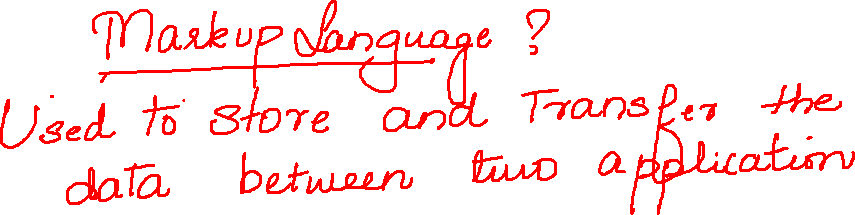 Markup Language ?
Used to store and Transfer the
data between two application